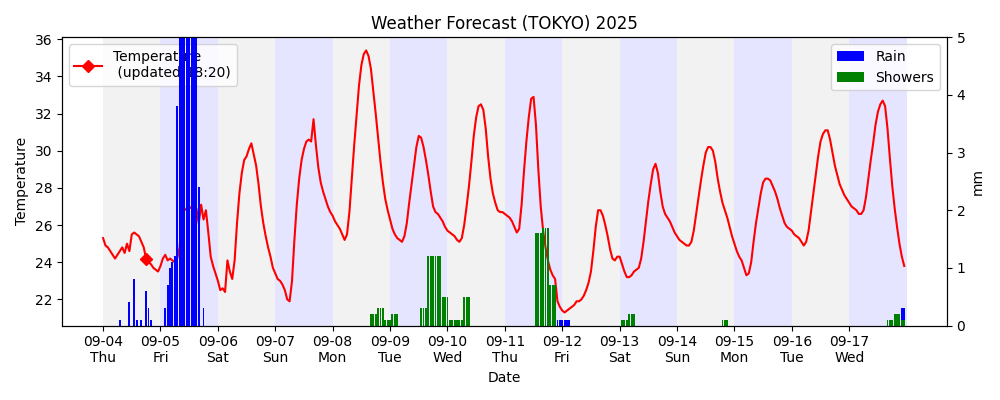 Weather Forecast (TOKYO) 2025
Temperature
(updated 18:20)
Rain
Showers
36
34
32
30
28
26
24
22
Temperature
5
4
3
2
1
0
mm
09-04 09-05 09-06 09-07 09-08 09-09 09-10 09-11 09-12 09-13 09-14 09-15 09-16 09-17
Thu Fri Sat Sun Mon Tue Wed Thu Fri Sat Sun Mon Tue Wed
Date